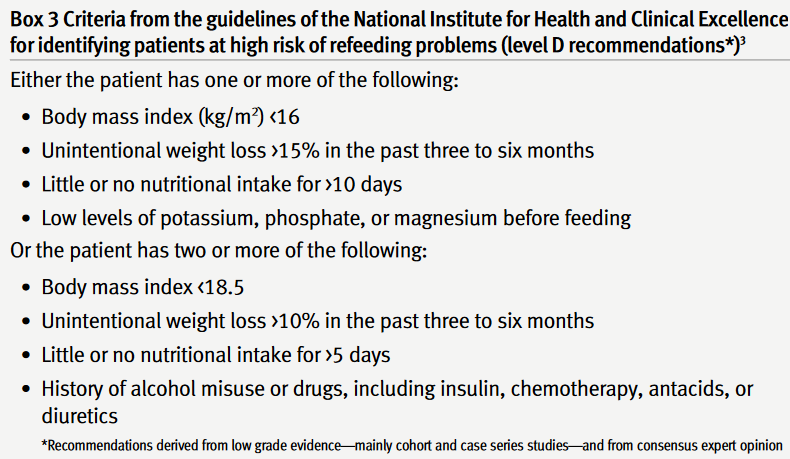 Box 3 Criteria from the guidelines of the National Institute for Health and Clinical Excellence
for identifying patients at high risk of refeeding problems (level D recommendations*)³
Either the patient has one or more of the following:
• Body mass index (kg/m²) <16
• Unintentional weight loss >15% in the past three to six months
• Little or no nutritional intake for >10 days
• Low levels of potassium, phosphate, or magnesium before feeding
Or the patient has two or more of the following:
• Body mass index <18.5
• Unintentional weight loss >10% in the past three to six months
• Little or no nutritional intake for >5 days
• History of alcohol misuse or drugs, including insulin, chemotherapy, antacids, or
diuretics
*Recommendations derived from low grade evidence—mainly cohort and case series studies—and from consensus expert opinion